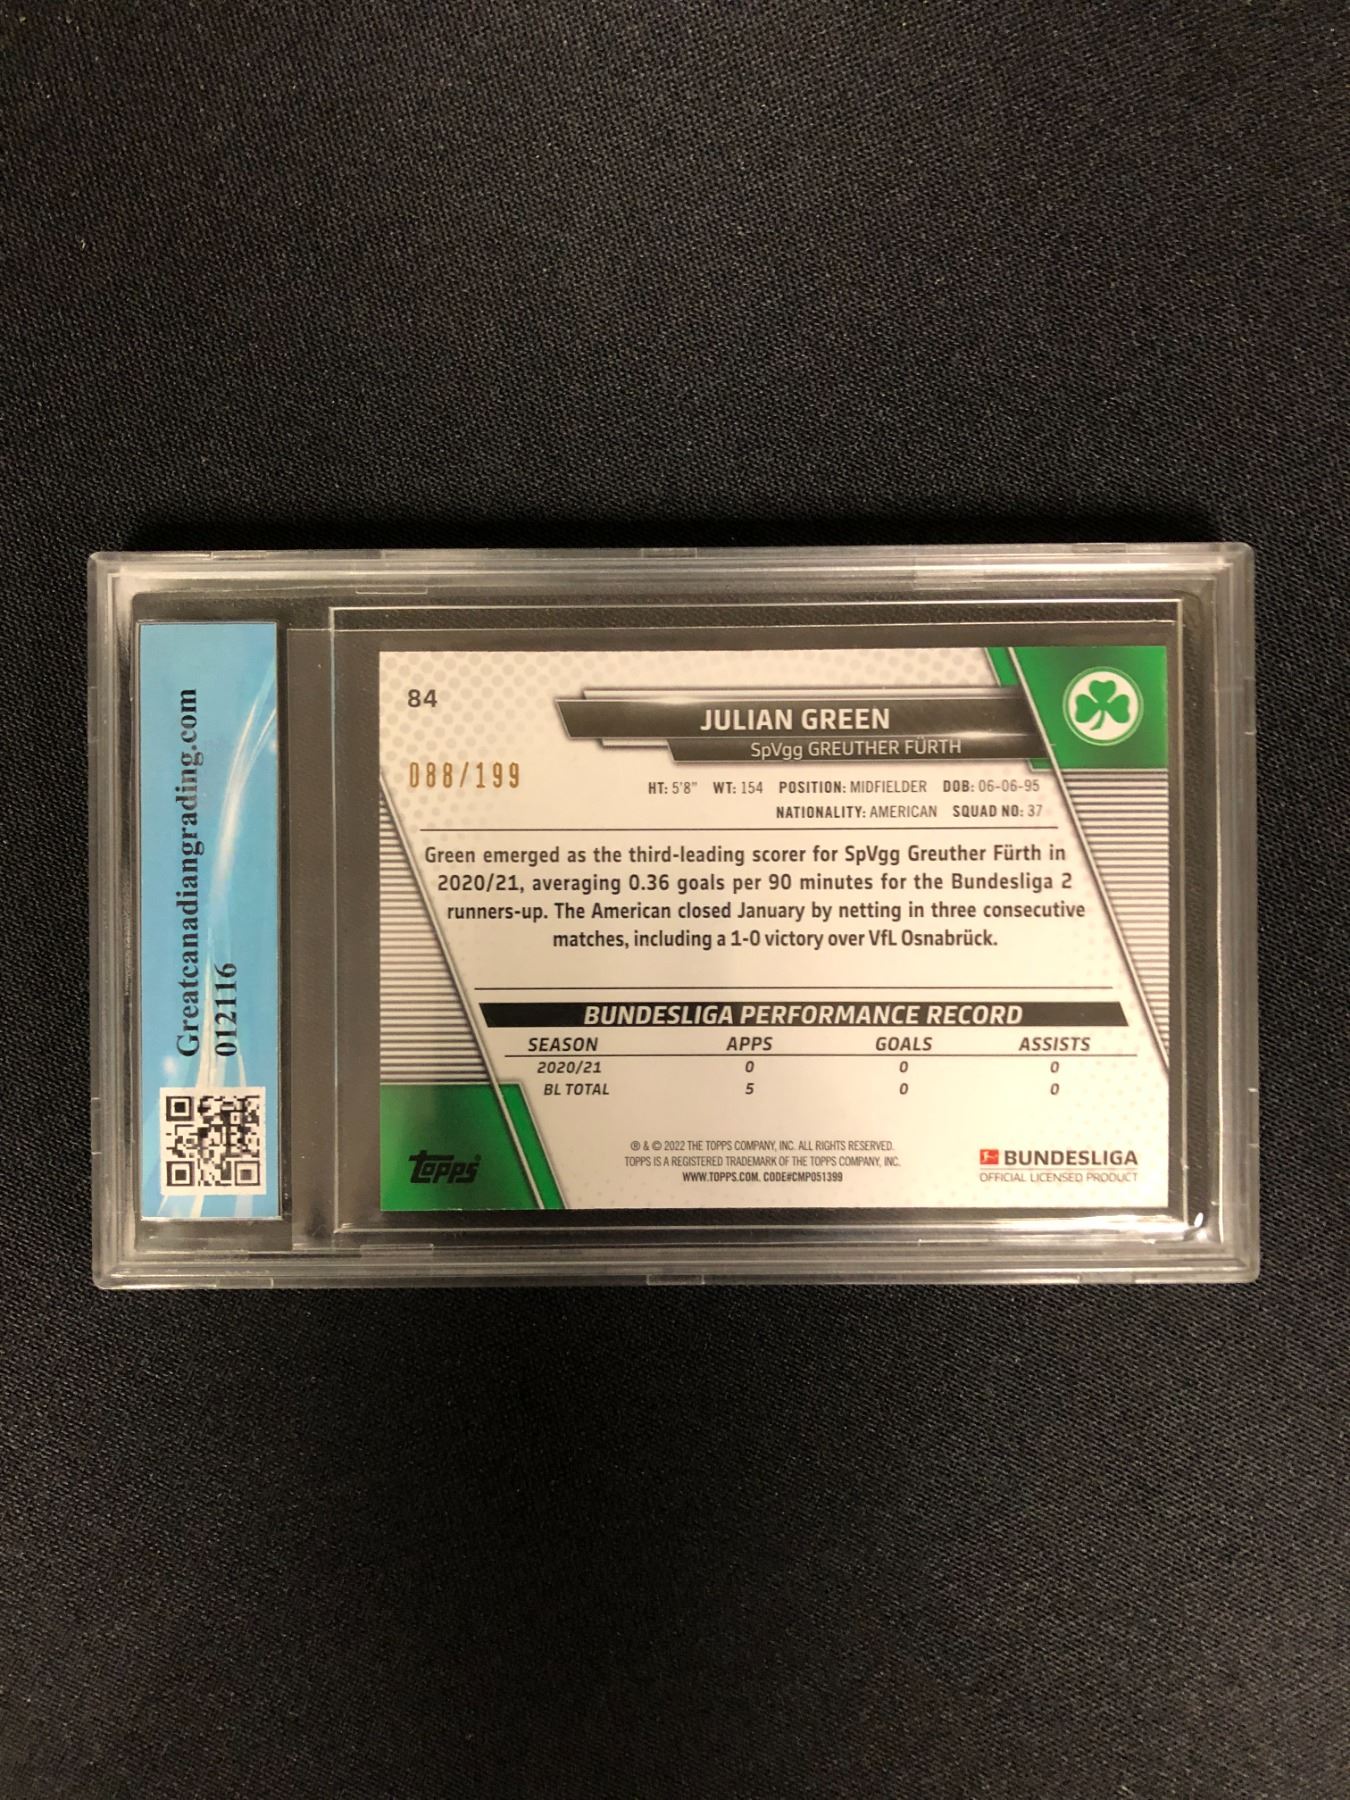 Greatcanadiangrading.com
012116
84
JULIAN GREEN
SpVgg GREUTHER FÜRTH
088/199
HT: 5'8" WT: 154 POSITION: MIDFIELDER DOB: 06-06-95
NATIONALITY: AMERICAN SQUAD NO: 37
Green emerged as the third-leading scorer for SpVgg Greuther Fürth in
2020/21, averaging 0.36 goals per 90 minutes for the Bundesliga 2
runners-up. The American closed January by netting in three consecutive
matches, including a 1-0 victory over VfL Osnabrück.
BUNDESLIGA PERFORMANCE RECORD
SEASON APPS GOALS ASSISTS
2020/21 0 0 0
BL TOTAL 5 0 0
® & © 2022 THE TOPPS COMPANY, INC. ALL RIGHTS RESERVED.
TOPPS IS A REGISTERED TRADEMARK OF THE TOPPS COMPANY, INC.
WWW.TOPPS.COM. CODE#CMP051399
topps®
BUNDESLIGA
OFFICIAL LICENSED PRODUCT